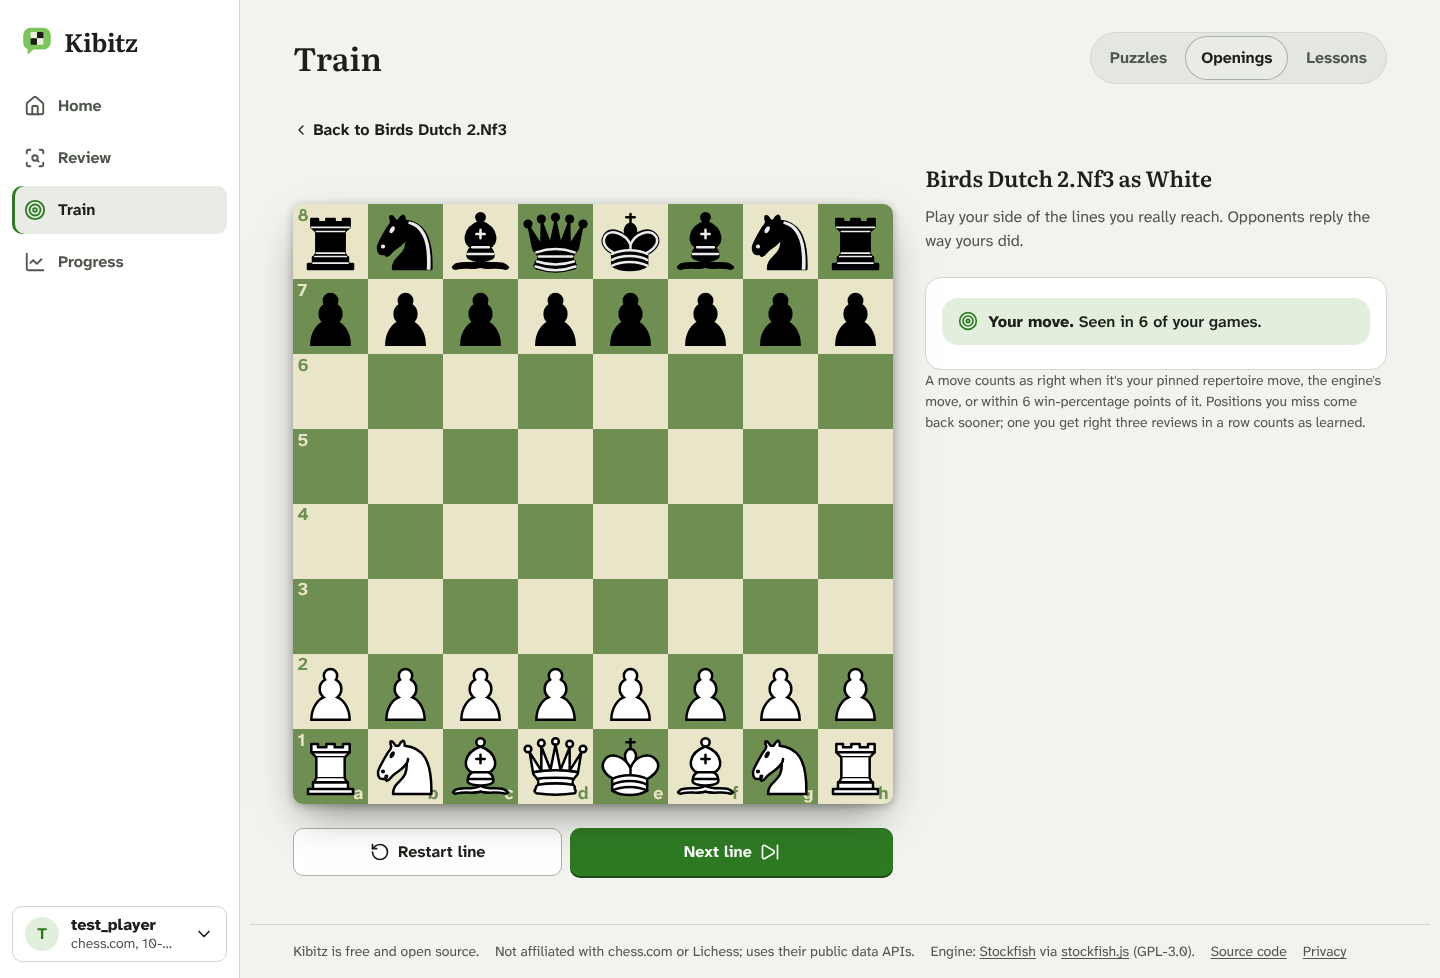 Kibitz
Home
Review
Train
Progress
test_player
chess.com, 10-...
T
Train
Puzzles
Openings
Lessons
Back to Birds Dutch 2.Nf3
8
7
6
5
4
3
2
1
a b c d e f g h
Restart line
Next line
Birds Dutch 2.Nf3 as White
Play your side of the lines you really reach. Opponents reply the
way yours did.
Your move. Seen in 6 of your games.
A move counts as right when it's your pinned repertoire move, the engine's
move, or within 6 win-percentage points of it. Positions you miss come
back sooner; one you get right three reviews in a row counts as learned.
Kibitz is free and open source. Not affiliated with chess.com or Lichess; uses their public data APIs. Engine: Stockfish via stockfish.js (GPL-3.0). Source code Privacy